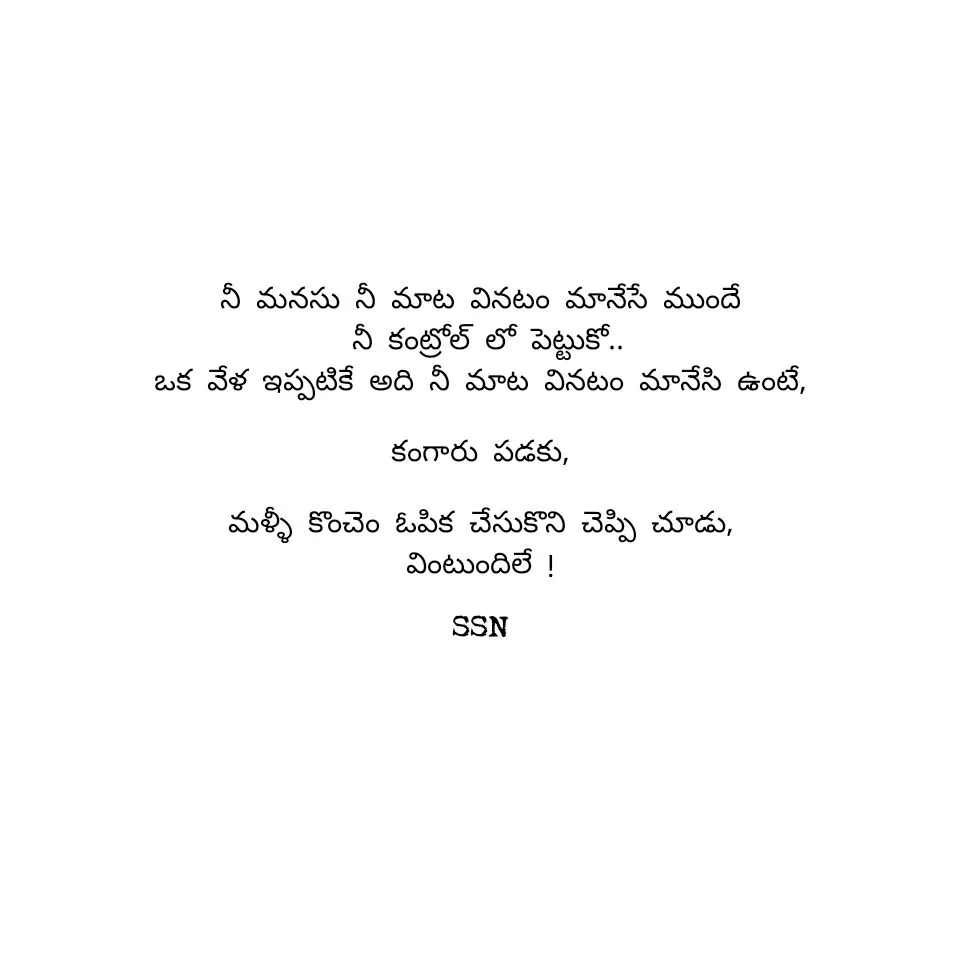 నీ మనసు నీ మాట వినటం మానేసే ముందే
నీ కంట్రోల్ లో పెట్టుకో..
ఒక వేళ ఇప్పటికే అది నీ మాట వినటం మానేసి ఉంటే,
కంగారు పడకు,
మళ్ళీ కొంచెం ఓపిక చేసుకొని చెప్పి చూడు,
వింటుందిలే !
SSN